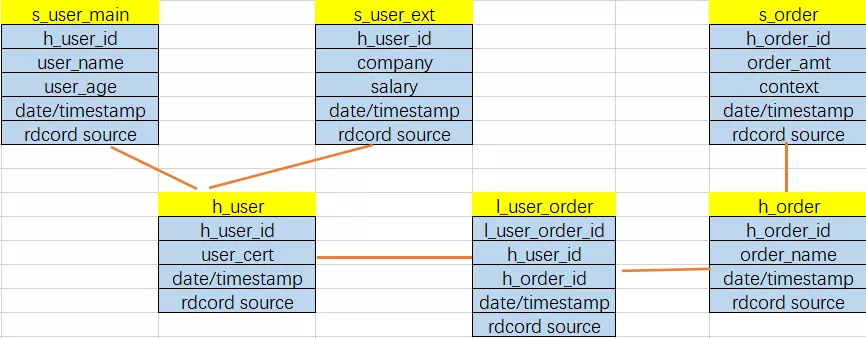 s_user_main
h_user_id
user_name
user_age
date/timestamp
rdcord source
s_user_ext
h_user_id
company
salary
date/timestamp
rdcord source
s_order
h_order_id
order_amt
context
date/timestamp
rdcord source
h_user
h_user_id
user_cert
date/timestamp
rdcord source
l_user_order
l_user_order_id
h_user_id
h_order_id
date/timestamp
rdcord source
h_order
h_order_id
order_name
date/timestamp
rdcord source